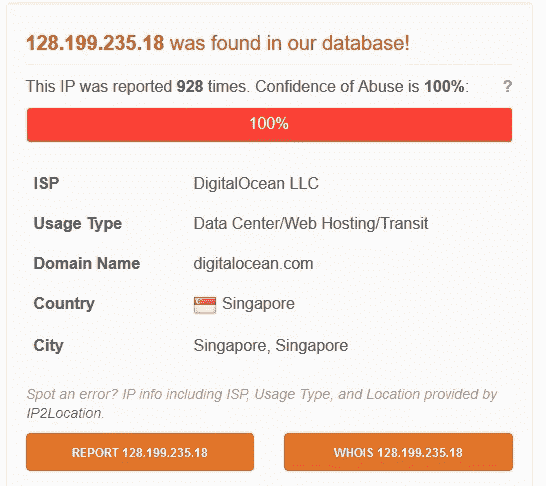 128.199.235.18 was found in our database!
This IP was reported 928 times. Confidence of Abuse is 100%: ?
100%
ISP DigitalOcean LLC
Usage Type Data Center/Web Hosting/Transit
Domain Name digitalocean.com
Country Singapore
City Singapore, Singapore
Spot an error? IP info including ISP, Usage Type, and Location provided by
IP2Location.
REPORT 128.199.235.18 WHOIS 128.199.235.18